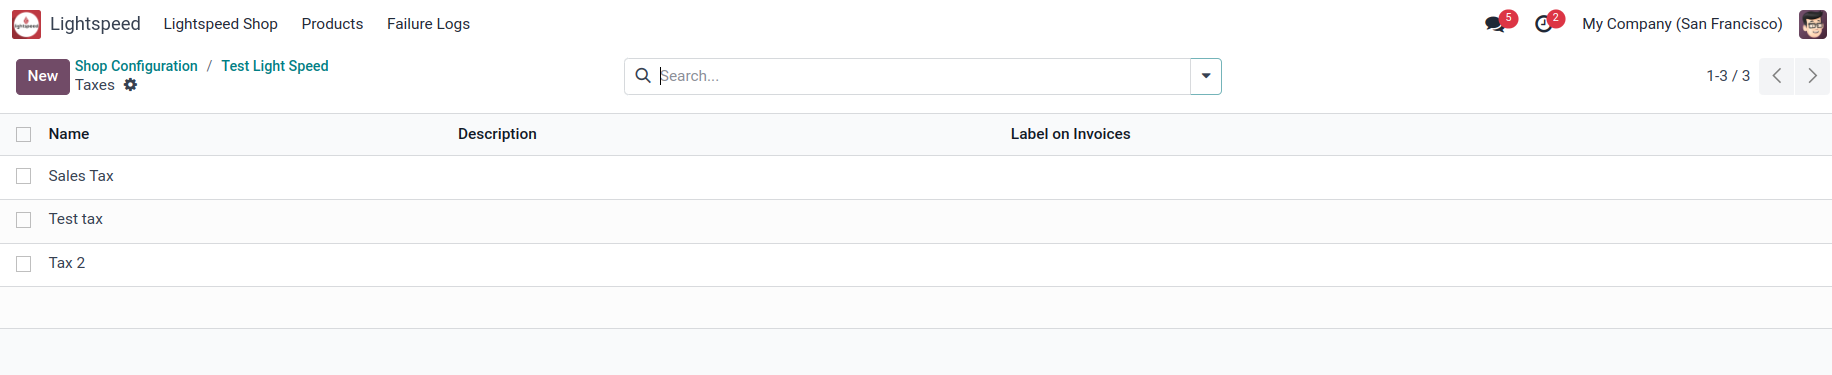 Lightspeed Lightspeed Shop Products Failure Logs 5 2 My Company (San Francisco)
New Shop Configuration / Test Light Speed
Taxes
Search...
1-3 / 3
Name Description Label on Invoices
Sales Tax
Test tax
Tax 2